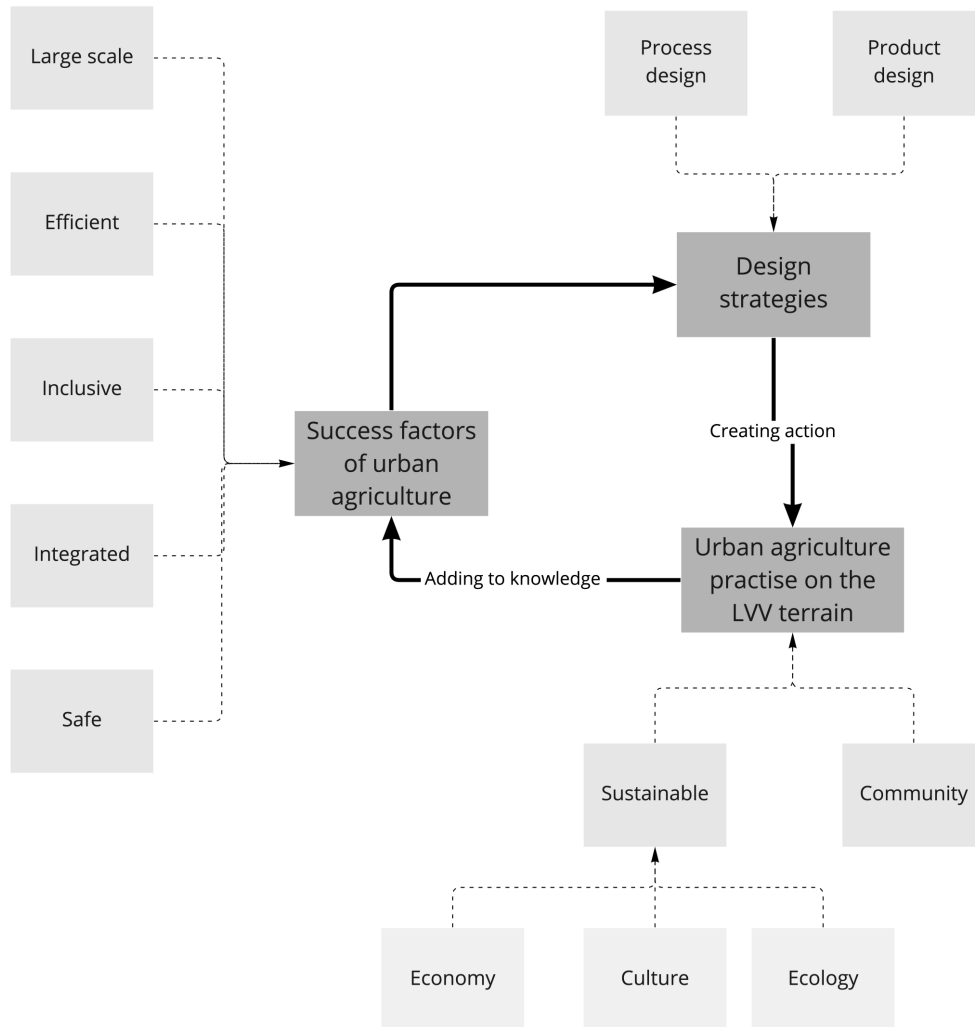 Large scale
Process
design
Product
design
Efficient
Design
strategies
Inclusive
Success factors
of urban
agriculture
Creating action
Integrated
Urban agriculture
practise on the
LVV terrain
Adding to knowledge
Safe
Sustainable
Community
Economy
Culture
Ecology